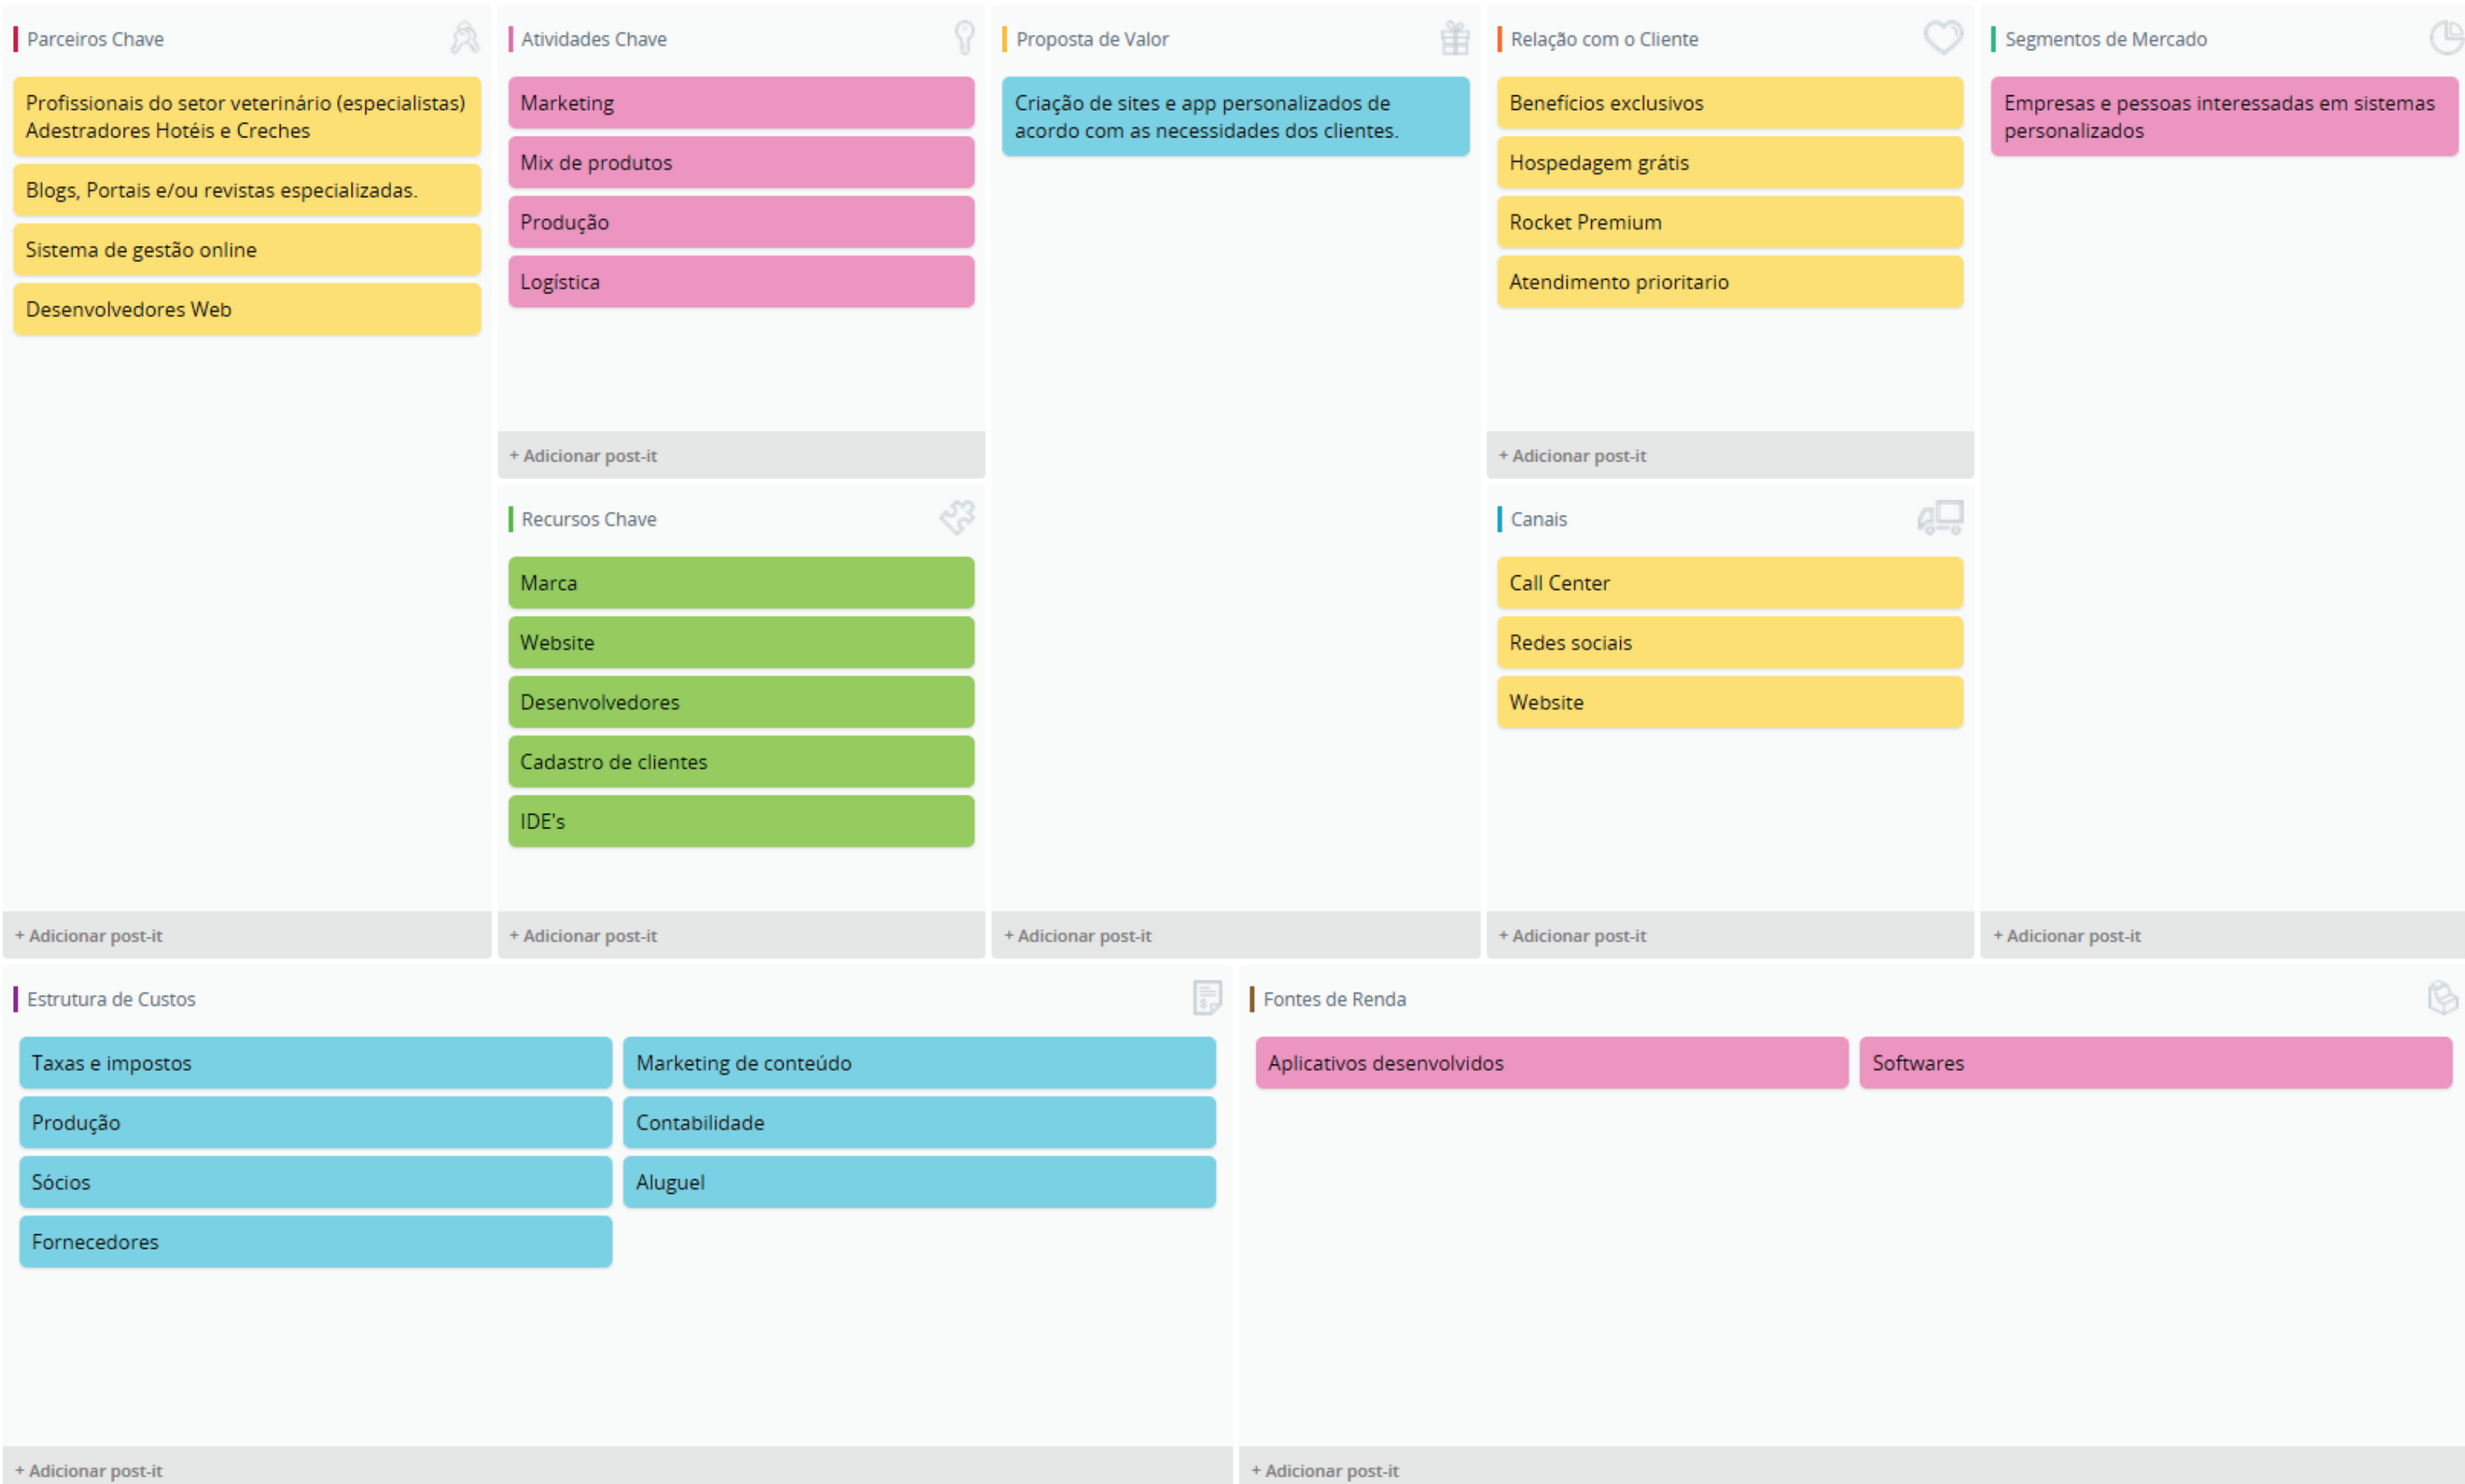 Parceiros Chave
Profissionais do setor veterinário (especialistas)
Adestradores Hotéis e Creches
Blogs, Portais e/ou revistas especializadas.
Sistema de gestão online
Desenvolvedores Web
+ Adicionar post-it
Atividades Chave
Marketing
Mix de produtos
Produção
Logística
+ Adicionar post-it
Recursos Chave
Marca
Website
Desenvolvedores
Cadastro de clientes
IDE's
+ Adicionar post-it
Proposta de Valor
Criação de sites e app personalizados de
acordo com as necessidades dos clientes.
+ Adicionar post-it
Relação com o Cliente
Benefícios exclusivos
Hospedagem grátis
Rocket Premium
Atendimento prioritario
+ Adicionar post-it
Canais
Call Center
Redes sociais
Website
+ Adicionar post-it
Segmentos de Mercado
Empresas e pessoas interessadas em sistemas
personalizados
+ Adicionar post-it
Estrutura de Custos
Taxas e impostos
Marketing de conteúdo
Produção
Contabilidade
Sócios
Aluguel
Fornecedores
+ Adicionar post-it
Fontes de Renda
Aplicativos desenvolvidos
Softwares
+ Adicionar post-it